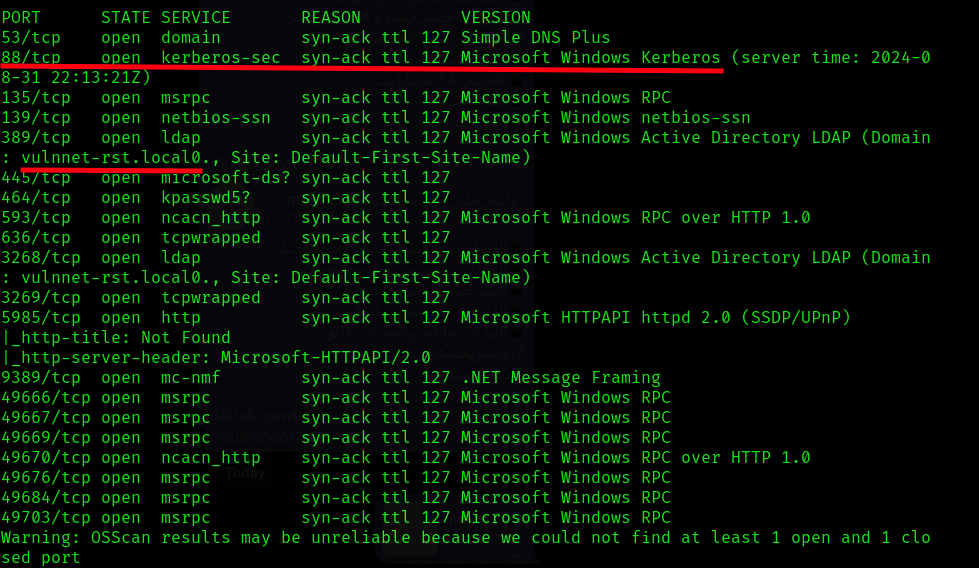 PORT STATE SERVICE REASON VERSION
53/tcp open domain syn-ack ttl 127 Simple DNS Plus
88/tcp open kerberos-sec syn-ack ttl 127 Microsoft Windows Kerberos (server time: 2024-0
8-31 22:13:21Z)
135/tcp open msrpc syn-ack ttl 127 Microsoft Windows RPC
139/tcp open netbios-ssn syn-ack ttl 127 Microsoft Windows netbios-ssn
389/tcp open ldap syn-ack ttl 127 Microsoft Windows Active Directory LDAP (Domain
: vulnnet-rst.local0., Site: Default-First-Site-Name)
445/tcp open microsoft-ds? syn-ack ttl 127
464/tcp open kpasswd5? syn-ack ttl 127
593/tcp open ncacn_http syn-ack ttl 127 Microsoft Windows RPC over HTTP 1.0
636/tcp open tcpwrapped syn-ack ttl 127
3268/tcp open ldap syn-ack ttl 127 Microsoft Windows Active Directory LDAP (Domain
: vulnnet-rst.local0., Site: Default-First-Site-Name)
3269/tcp open tcpwrapped syn-ack ttl 127
5985/tcp open http syn-ack ttl 127 Microsoft HTTPAPI httpd 2.0 (SSDP/UPnP)
|_http-title: Not Found
|_http-server-header: Microsoft-HTTPAPI/2.0
9389/tcp open mc-nmf syn-ack ttl 127 .NET Message Framing
49666/tcp open msrpc syn-ack ttl 127 Microsoft Windows RPC
49667/tcp open msrpc syn-ack ttl 127 Microsoft Windows RPC
49669/tcp open msrpc syn-ack ttl 127 Microsoft Windows RPC
49670/tcp open ncacn_http syn-ack ttl 127 Microsoft Windows RPC over HTTP 1.0
49676/tcp open msrpc syn-ack ttl 127 Microsoft Windows RPC
49684/tcp open msrpc syn-ack ttl 127 Microsoft Windows RPC
49703/tcp open msrpc syn-ack ttl 127 Microsoft Windows RPC
Warning: OSScan results may be unreliable because we could not find at least 1 open and 1 clo
sed port
Today